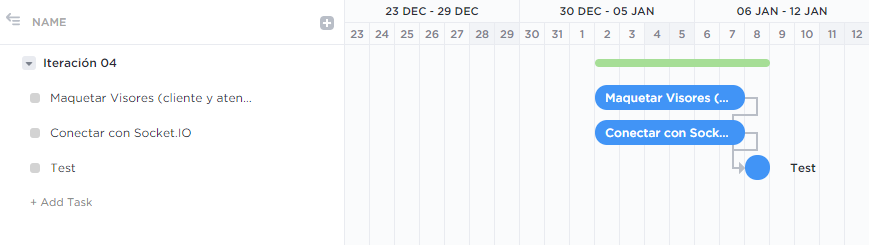 NAME
23 DEC - 29 DEC 30 DEC - 05 JAN 06 JAN - 12 JAN
23 24 25 26 27 28 29 30 31 1 2 3 4 5 6 7 8 9 10 11 12
Iteración 04
Maquetar Visores (cliente y aten... Maquetar Visores (...
Conectar con Socket.IO Conectar con Sock...
Test Test
+ Add Task